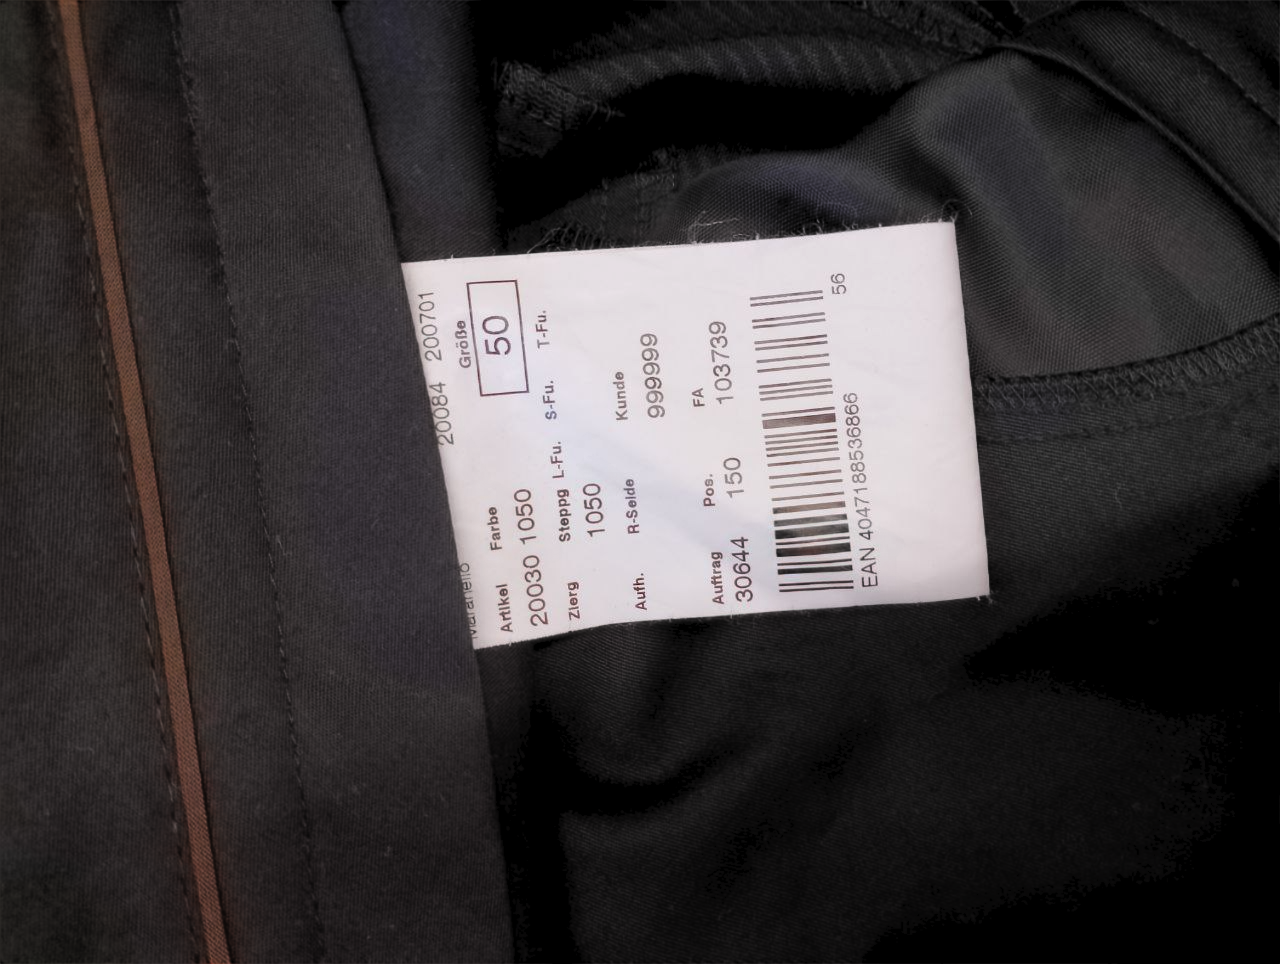 Maranello 20084 200701
Artikel Farbe Größe
20030 1050 50
Zierg Steppg L-Fu. S-Fu. T-Fu.
1050
Aufh. R-Seide Kunde
999999
Auftrag Pos. FA
30644 150 103739
EAN 4047188536866 56